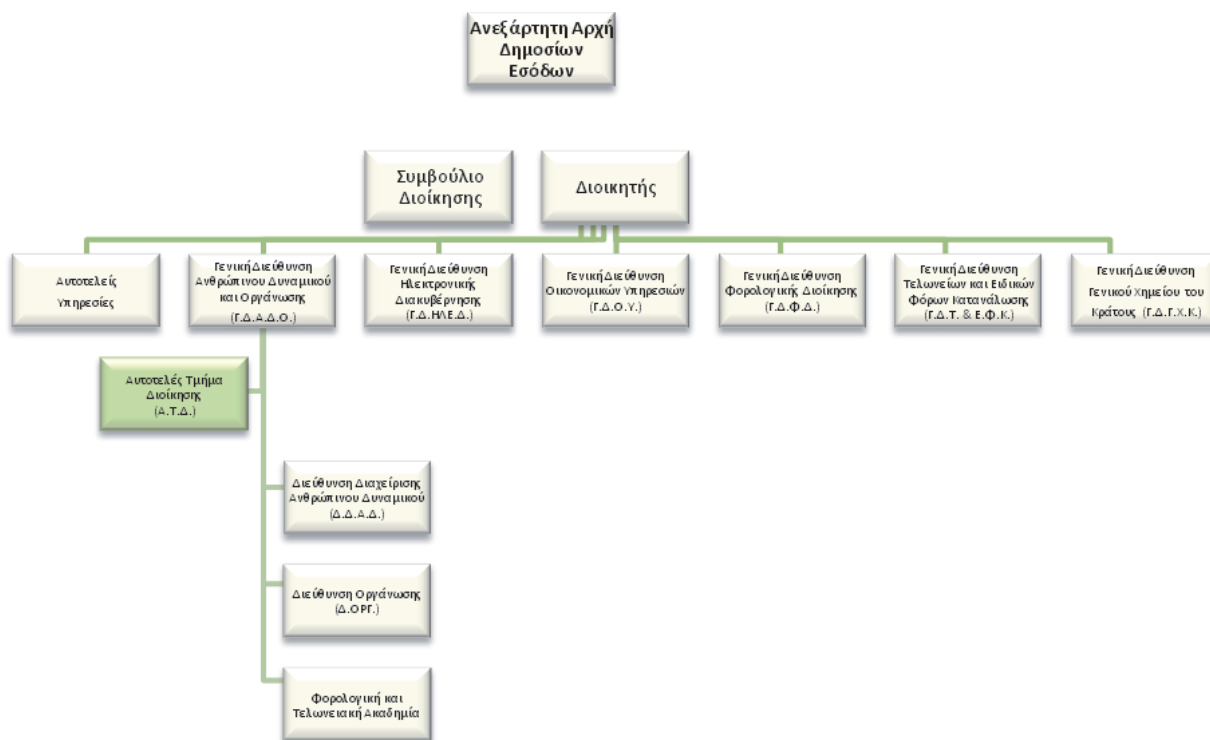 Ανεξάρτητη Αρχή
Δημοσίων
Εσόδων
Συμβούλιο
Διοίκησης
Διοικητής
Αυτοτελείς
Υπηρεσίες
Γενική Διεύθυνση
Ανθρώπινου Δυναμικού
και Οργάνωσης
(Γ.Δ.Α.Δ.Ο.)
Γενική Διεύθυνση
Ηλεκτρονικής
Διακυβέρνησης
(Γ.Δ.ΗΛΕ.Δ.)
Γενική Διεύθυνση
Οικονομικών Υπηρεσιών
(Γ.Δ.Ο.Υ.)
Γενική Διεύθυνση
Φορολογικής Διοίκησης
(Γ.Δ.Φ.Δ.)
Γενική Διεύθυνση
Τελωνείων και Ειδικών
Φόρων Κατανάλωσης
(Γ.Δ.Τ. & Ε.Φ.Κ.)
Γενική Διεύθυνση
Γενικού Χημείου του
Κράτους (Γ.Δ.Γ.Χ.Κ.)
Αυτοτελές Τμήμα
Διοίκησης
(Α.Τ.Δ.)
Διεύθυνση Διαχείρισης
Ανθρώπινου Δυναμικού
(Δ.Δ.Α.Δ.)
Διεύθυνση Οργάνωσης
(Δ.ΟΡΓ.)
Φορολογική και
Τελωνειακή Ακαδημία